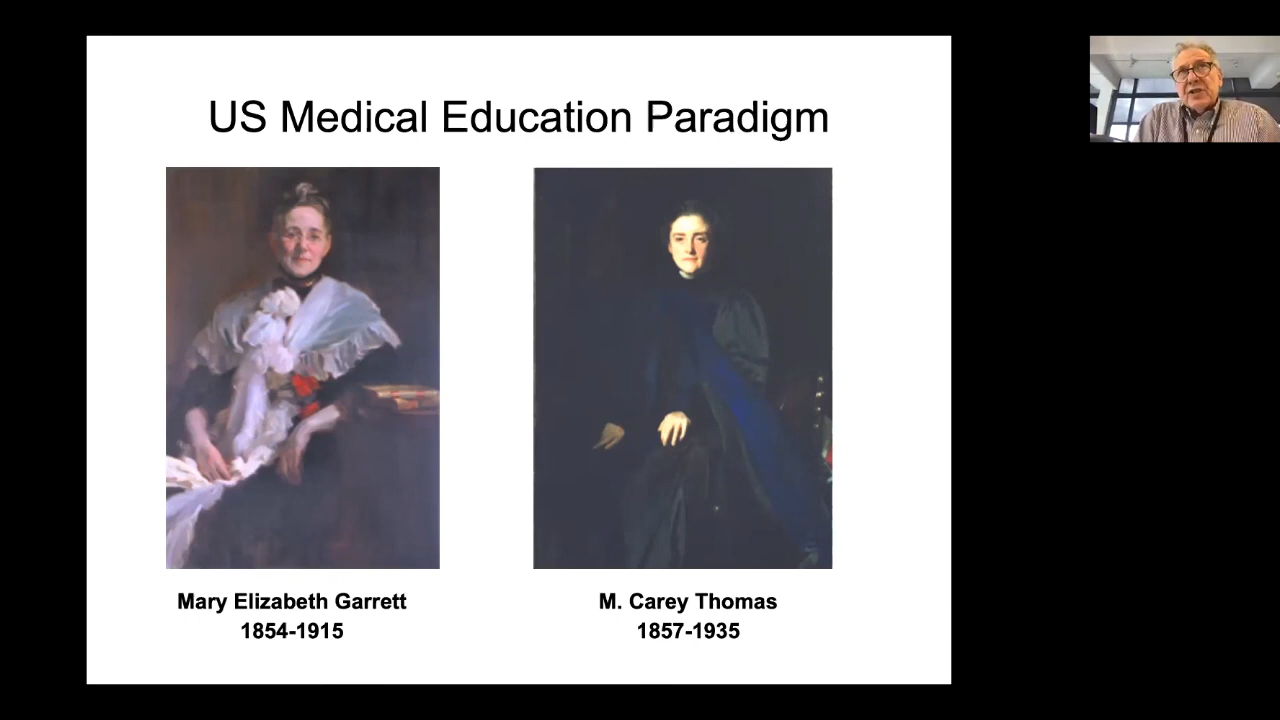 US Medical Education Paradigm
Mary Elizabeth Garrett
1854-1915
M. Carey Thomas
1857-1935